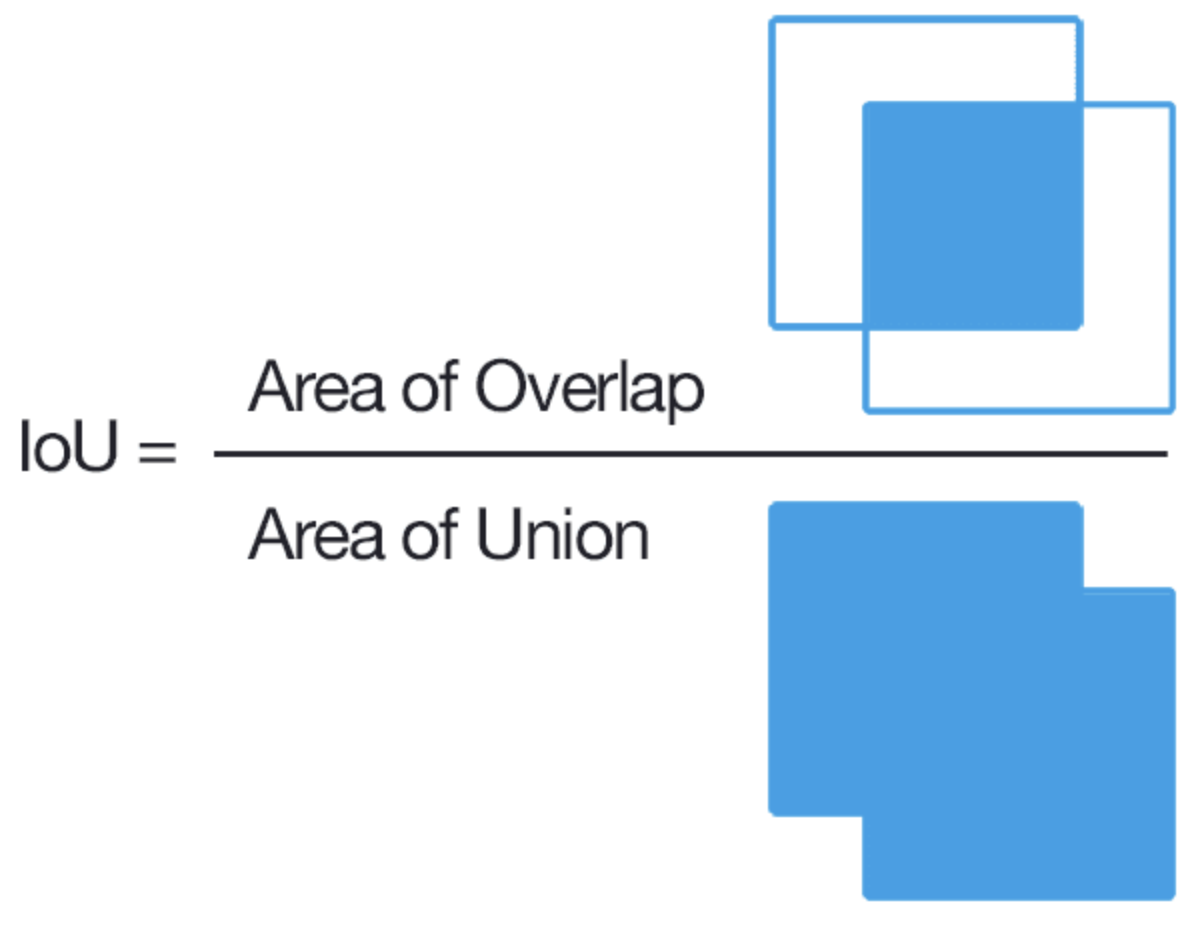 Area of Overlap
IoU =
Area of Union